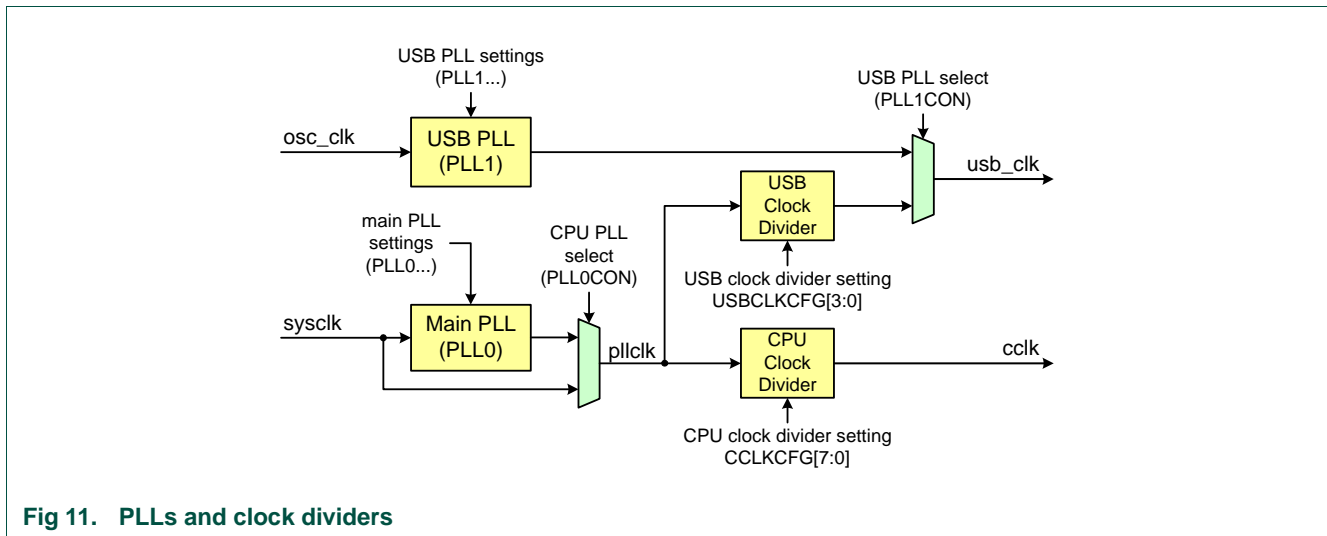 USB PLL settings
(PLL1...)
USB PLL select
(PLL1CON)
osc_clk
USB PLL
(PLL1)
usb_clk
USB
Clock
Divider
main PLL
settings
(PLL0...)
CPU PLL
select
(PLL0CON)
USB clock divider setting
USBCLKCFG[3:0]
sysclk
Main PLL
(PLL0)
pllclk
CPU
Clock
Divider
cclk
CPU clock divider setting
CCLKCFG[7:0]
Fig 11. PLLs and clock dividers